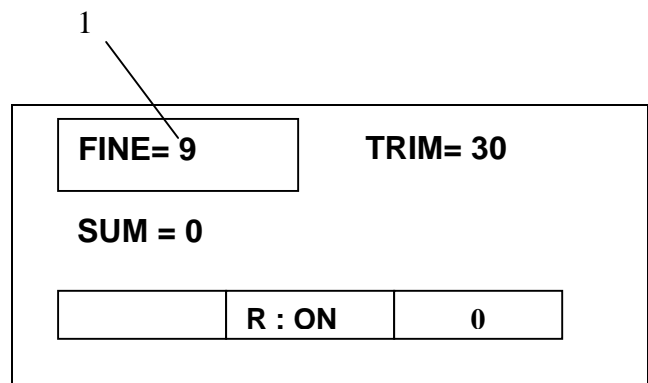 1
FINE= 9 TRIM= 30
SUM = 0
R : ON 0